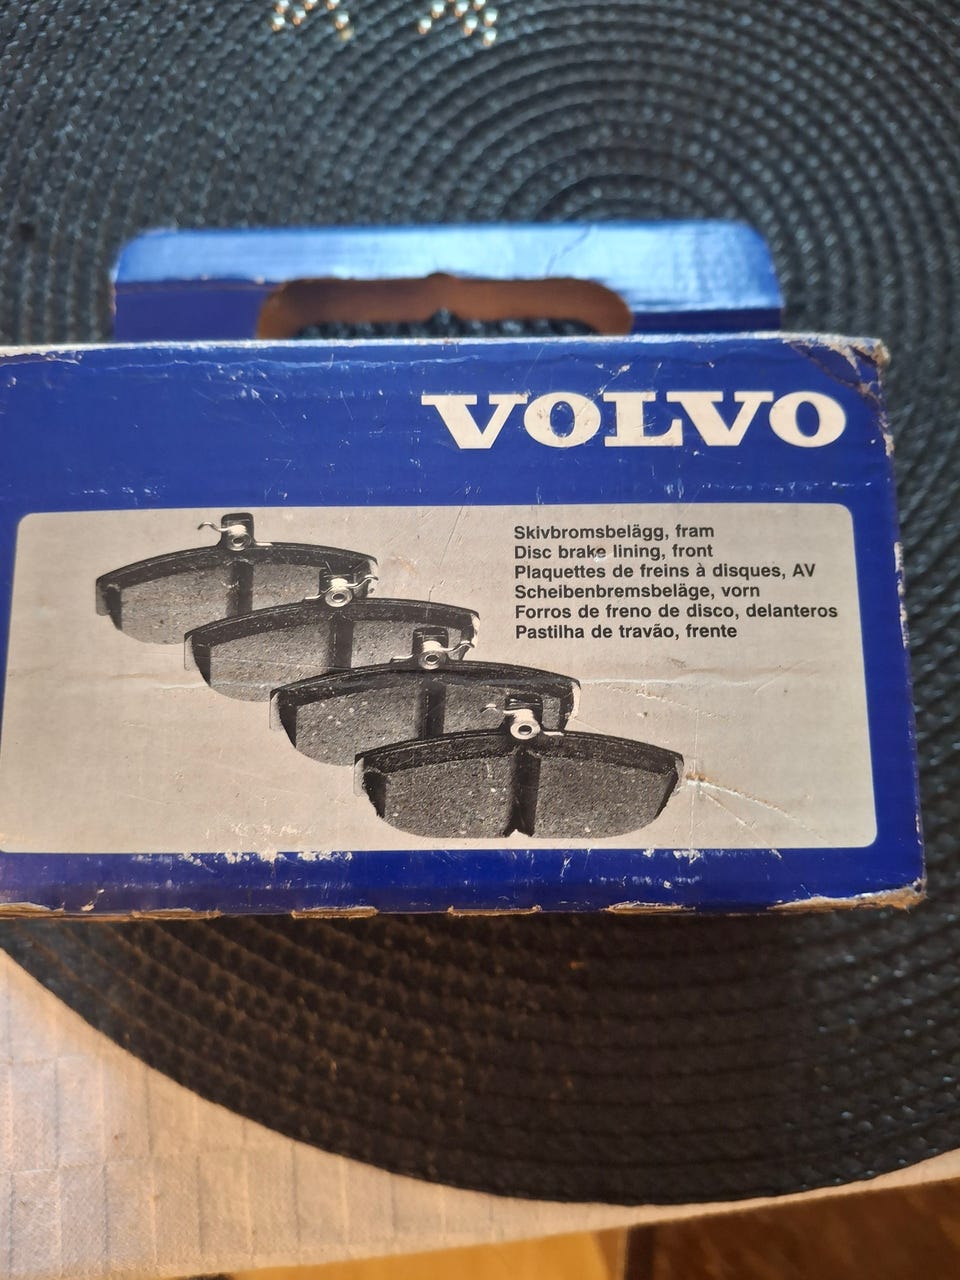 VOLVO
Skivbromsbelägg, fram
Disc brake lining, front
Plaquettes de freins à disques, AV
Scheibenbremsbeläge, vorn
Forros de freno de disco, delanteros
Pastilha de travão, frente